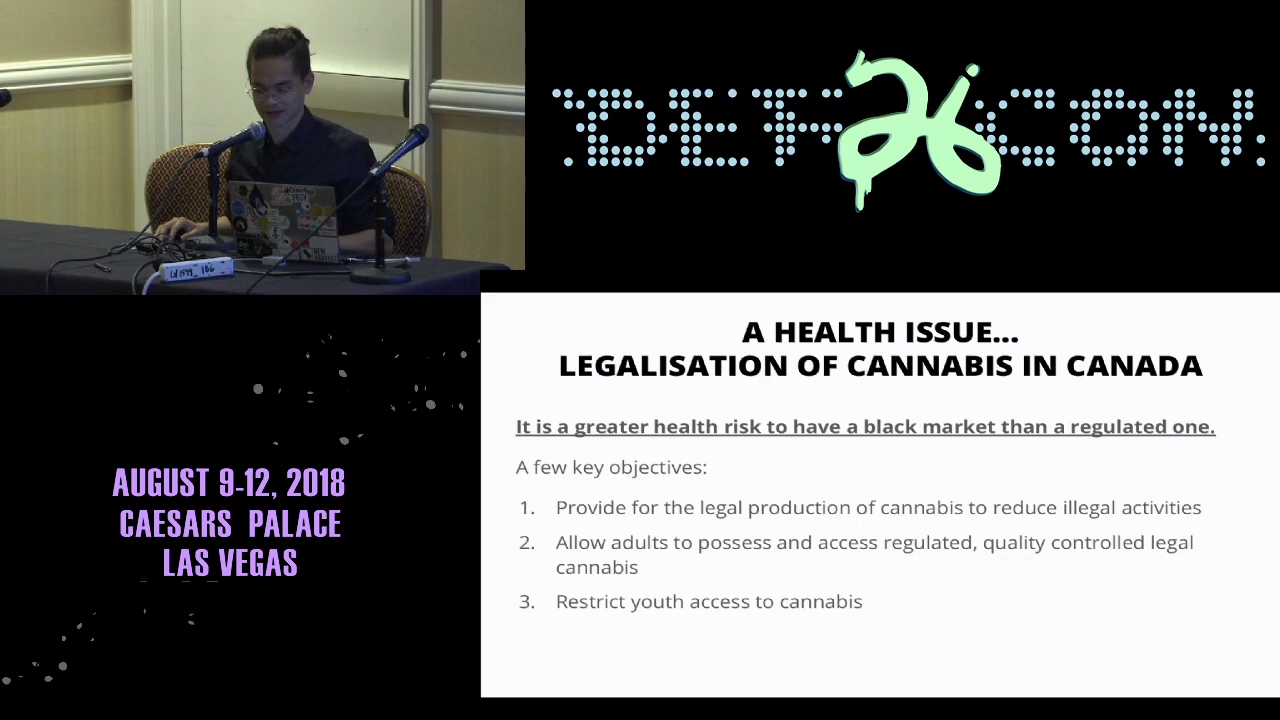 DEF 26 CON
A HEALTH ISSUE...
LEGALISATION OF CANNABIS IN CANADA
It is a greater health risk to have a black market than a regulated one.
A few key objectives:
1. Provide for the legal production of cannabis to reduce illegal activities
2. Allow adults to possess and access regulated, quality controlled legal
cannabis
3. Restrict youth access to cannabis
AUGUST 9-12, 2018
CAESARS PALACE
LAS VEGAS